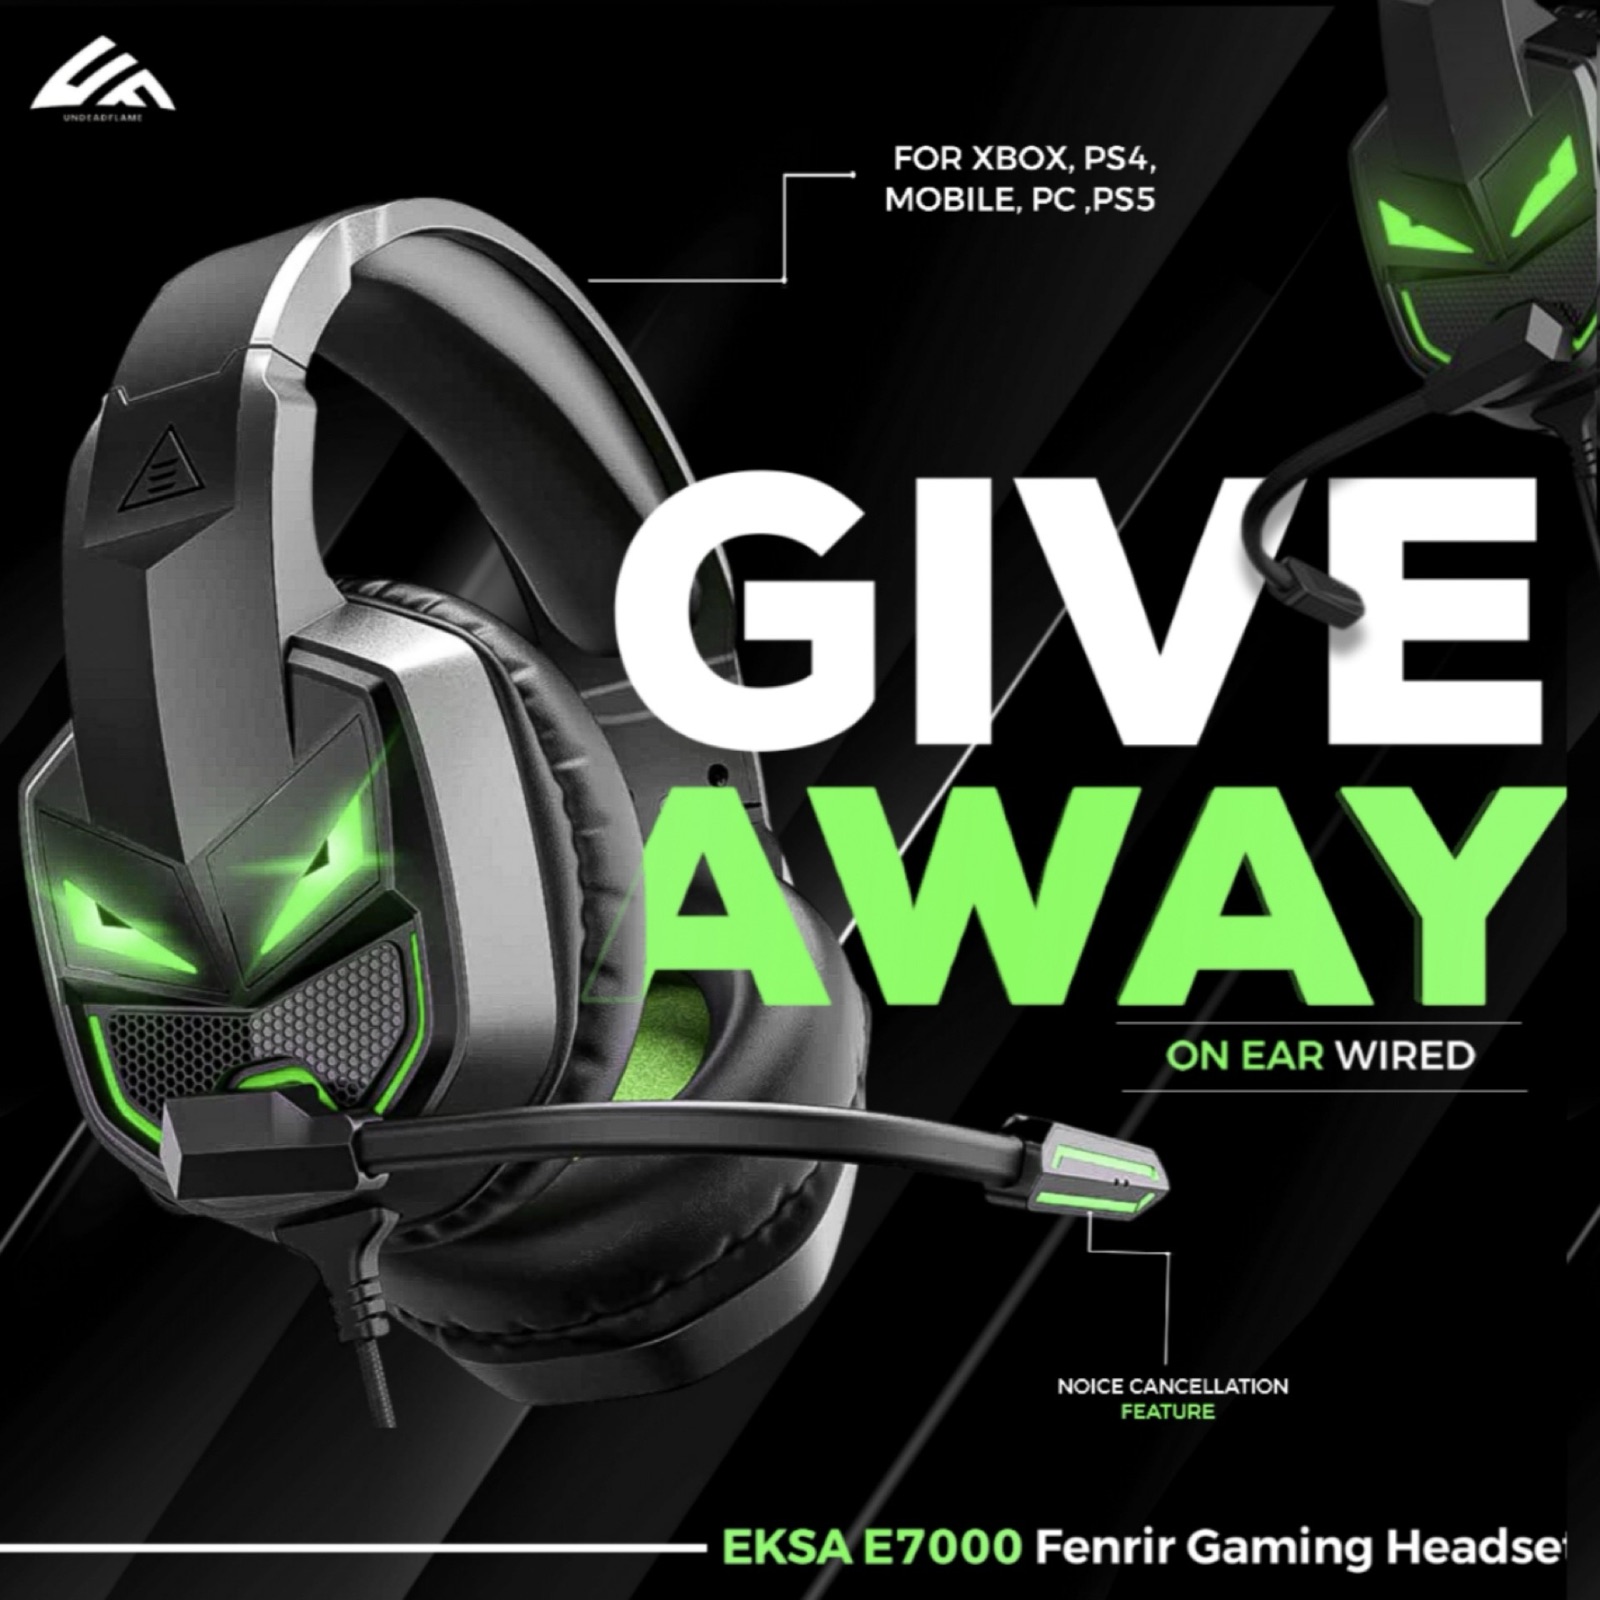 UNDEADFLAME
FOR XBOX, PS4,
MOBILE, PC ,PS5
GIVE
AWAY
ON EAR WIRED
NOICE CANCELLATION
FEATURE
EKSA E7000 Fenrir Gaming Headset